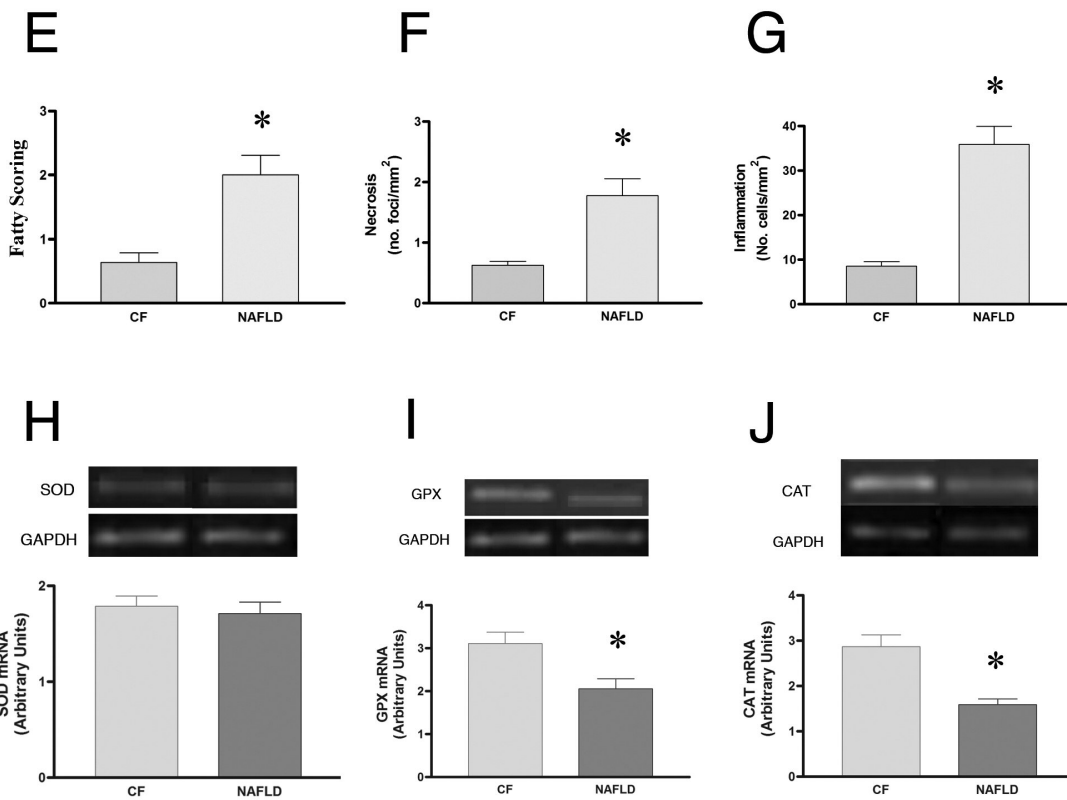 E
F
G
Fatty Scoring
3
2
1
0
*
CF
NAFLD
Necrosis
(no. foci/mm²)
3
2
1
0
*
CF
NAFLD
Inflammation
(No. cells/mm²)
40
30
20
10
0
*
CF
NAFLD
H
I
J
SOD
GAPDH
SOD mRNA
(Arbitrary Units)
2
1
0
CF
NAFLD
GPX
GAPDH
GPX mRNA
(Arbitrary Units)
4
3
2
1
0
*
CF
NAFLD
CAT
GAPDH
CAT mRNA
(Arbitrary Units)
4
3
2
1
0
*
CF
NAFLD